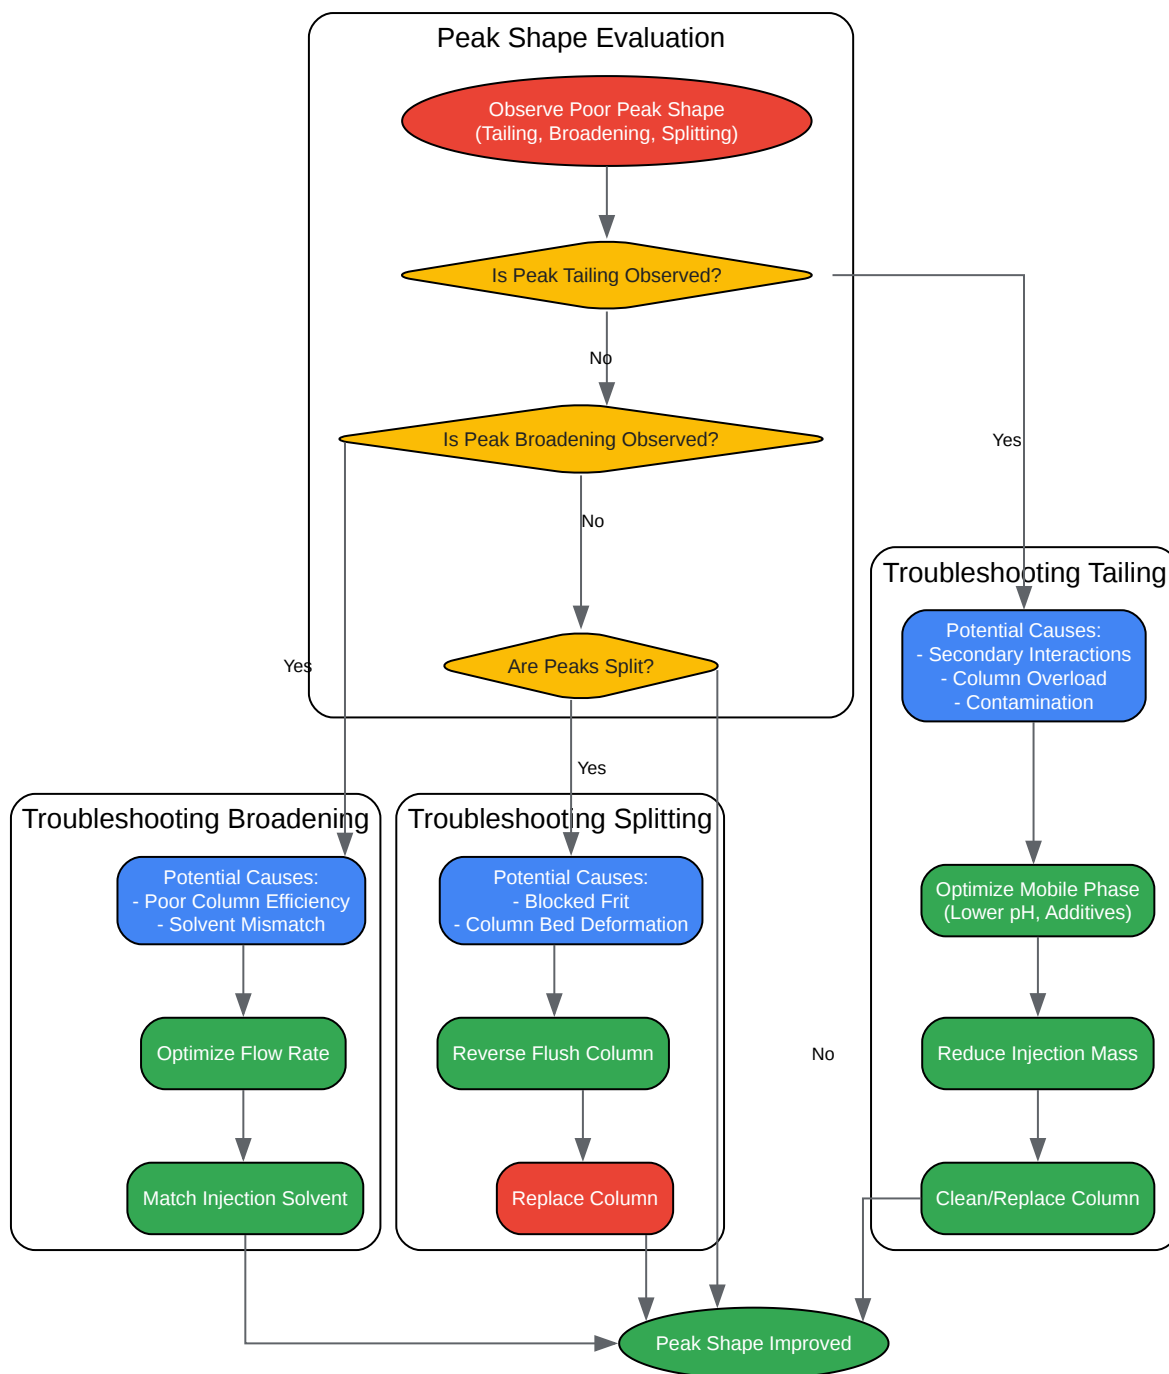 Peak Shape Evaluation
Observe Poor Peak Shape
(Tailing, Broadening, Splitting)
Is Peak Tailing Observed?
No
Is Peak Broadening Observed?
Yes
No
Are Peaks Split?
Yes
Yes
No
Troubleshooting Tailing
Potential Causes:
- Secondary Interactions
- Column Overload
- Contamination
Optimize Mobile Phase
(Lower pH, Additives)
Reduce Injection Mass
Clean/Replace Column
Troubleshooting Broadening
Potential Causes:
- Poor Column Efficiency
- Solvent Mismatch
Optimize Flow Rate
Match Injection Solvent
Troubleshooting Splitting
Potential Causes:
- Blocked Frit
- Column Bed Deformation
Reverse Flush Column
Replace Column
Peak Shape Improved